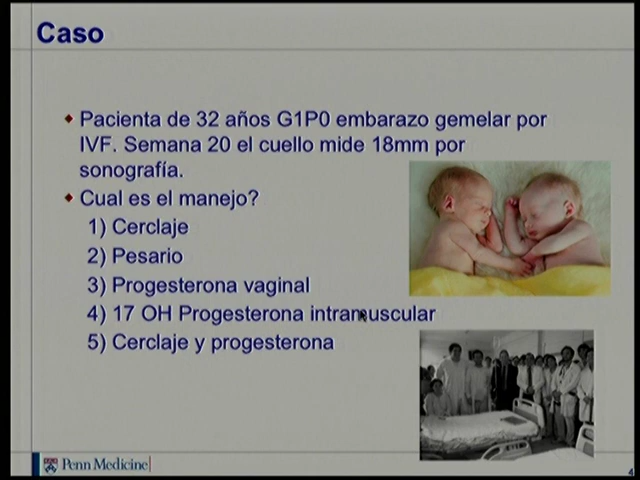 Caso
Pacienta de 32 años G1P0 embarazo gemelar por
IVF. Semana 20 el cuello mide 18mm por
sonografía.
Cual es el manejo?
1) Cerclaje
2) Pesario
3) Progesterona vaginal
4) 17 OH Progesterona intramuscular
5) Cerclaje y progesterona
Penn Medicine
4